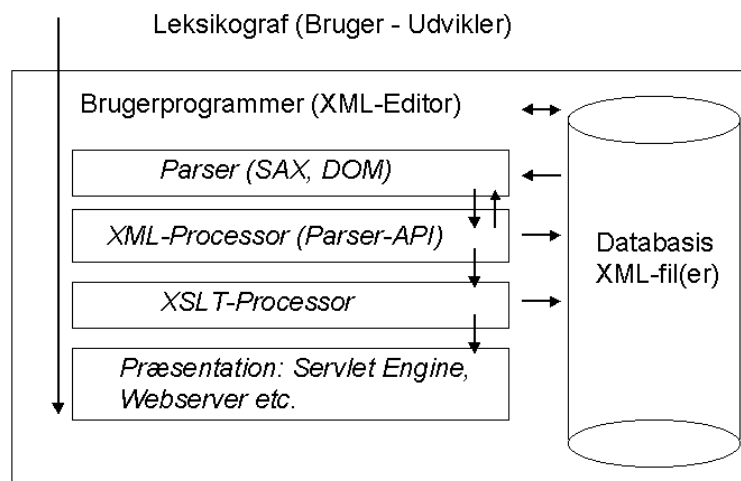 Leksikograf (Bruger - Udvikler)
Brugerprogrammer (XML-Editor)
Parser (SAX, DOM)
XML-Processor (Parser-API)
Databasis
XML-fil(er)
XSLT-Processor
Præsentation: Servlet Engine,
Webserver etc.